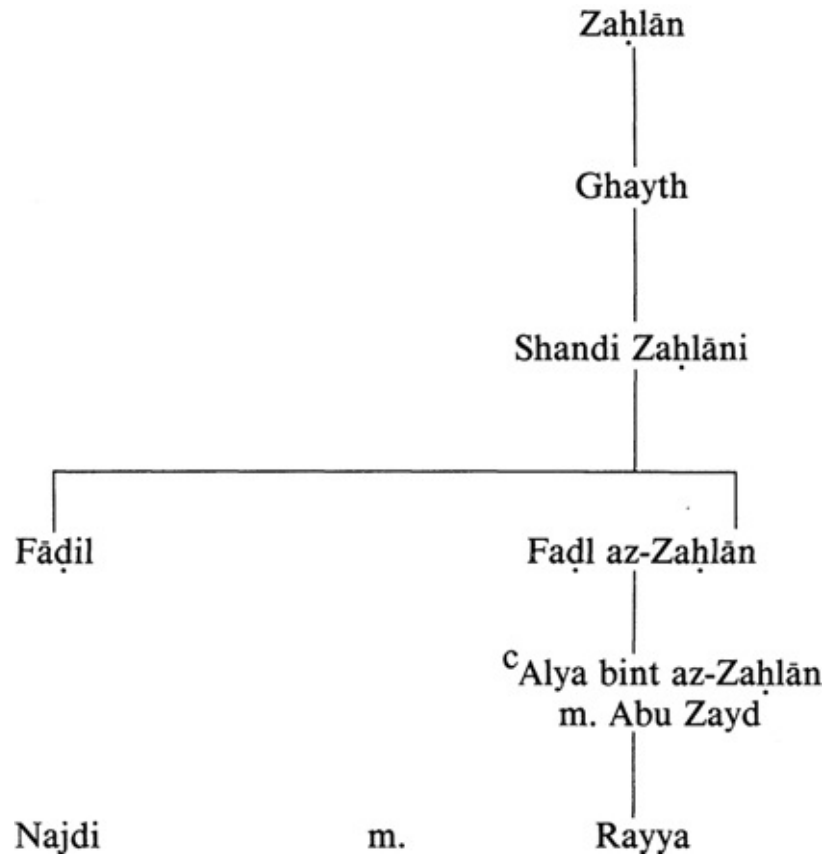 Zaḥlān
Ghayth
Shandi Zaḥlāni
Fāḍil Faḍl az-Zaḥlān
ᶜAlya bint az-Zaḥlān
m. Abu Zayd
Najdi m. Rayya